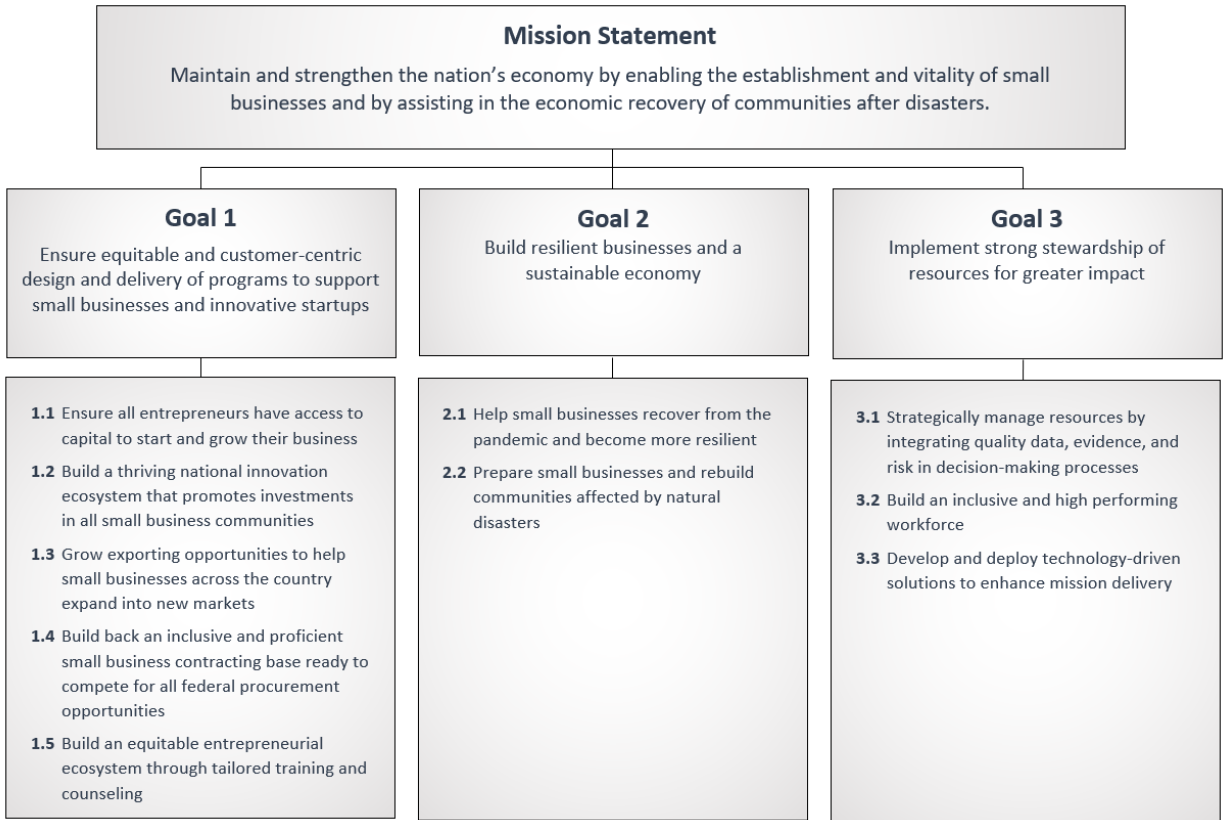 Mission Statement
Maintain and strengthen the nation’s economy by enabling the establishment and vitality of small
businesses and by assisting in the economic recovery of communities after disasters.
Goal 1
Ensure equitable and customer-centric
design and delivery of programs to support
small businesses and innovative startups
1.1 Ensure all entrepreneurs have access to
capital to start and grow their business
1.2 Build a thriving national innovation
ecosystem that promotes investments
in all small business communities
1.3 Grow exporting opportunities to help
small businesses across the country
expand into new markets
1.4 Build back an inclusive and proficient
small business contracting base ready to
compete for all federal procurement
opportunities
1.5 Build an equitable entrepreneurial
ecosystem through tailored training and
counseling
Goal 2
Build resilient businesses and a
sustainable economy
2.1 Help small businesses recover from the
pandemic and become more resilient
2.2 Prepare small businesses and rebuild
communities affected by natural
disasters
Goal 3
Implement strong stewardship of
resources for greater impact
3.1 Strategically manage resources by
integrating quality data, evidence, and
risk in decision-making processes
3.2 Build an inclusive and high performing
workforce
3.3 Develop and deploy technology-driven
solutions to enhance mission delivery